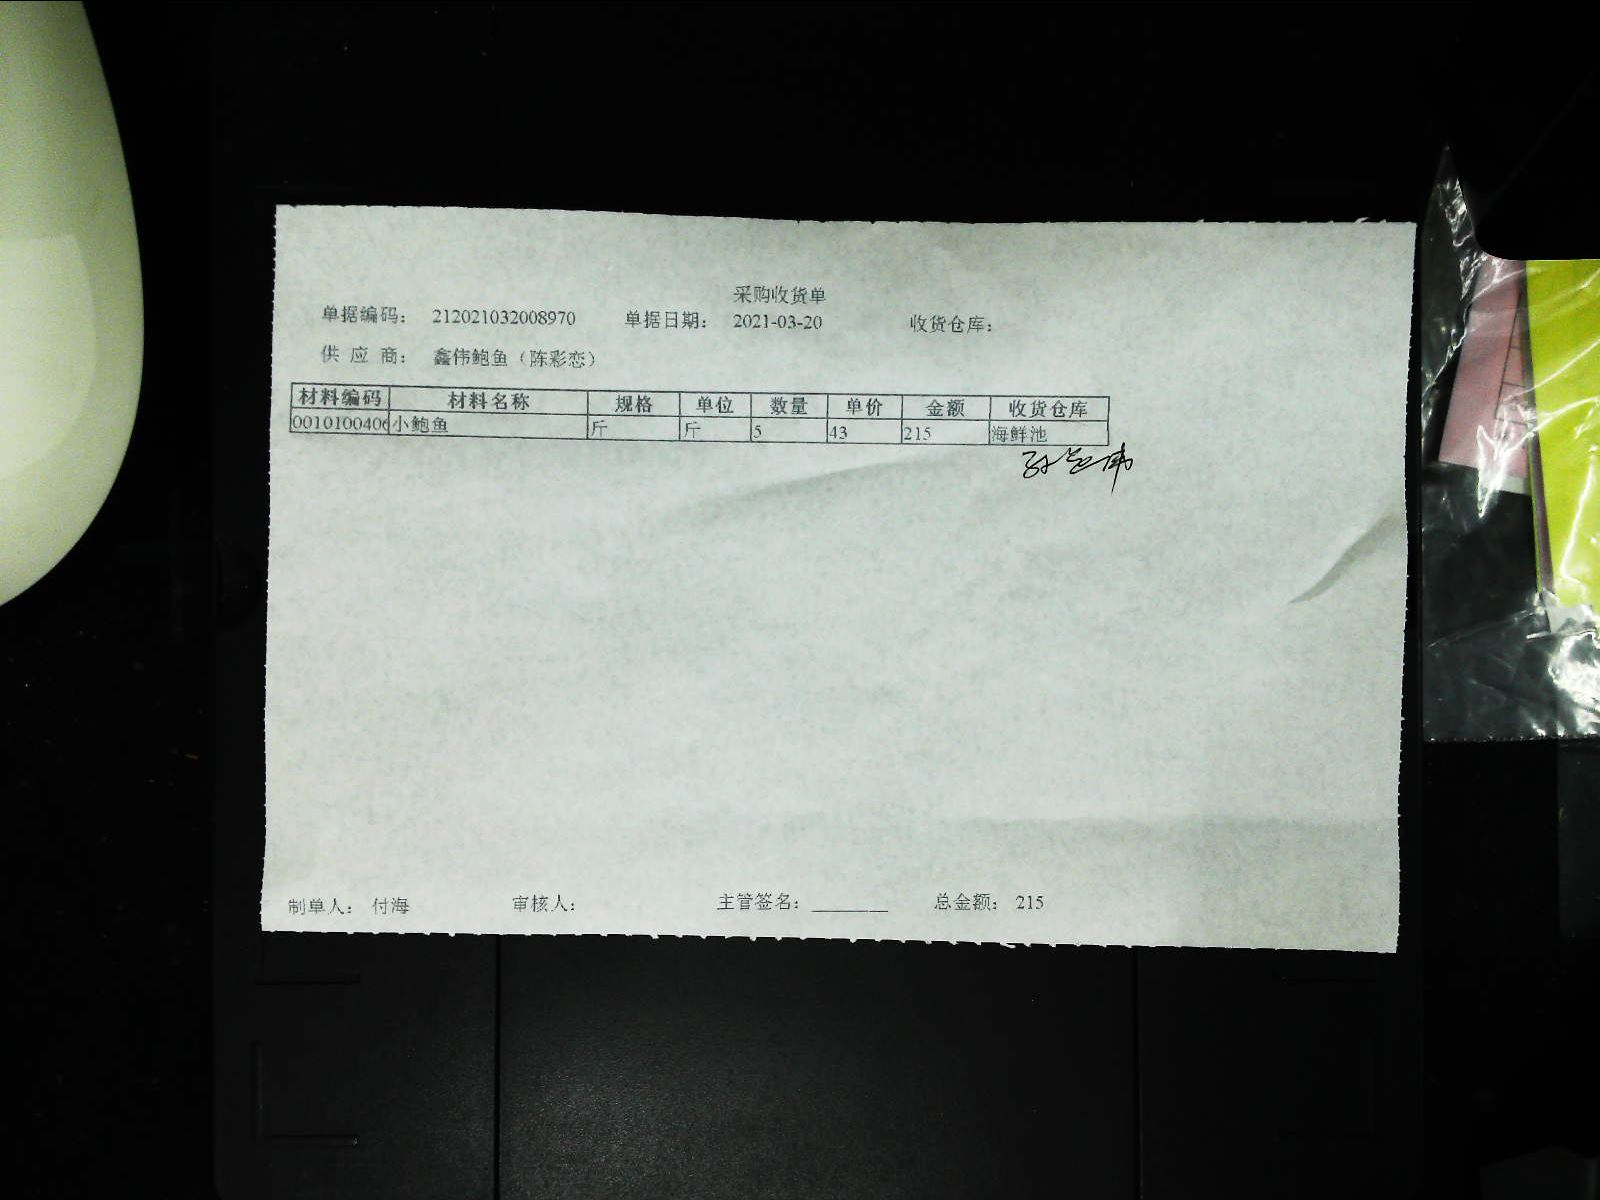 采购收货单
单据编码： 212021032008970 单据日期： 2021-03-20 收货仓库：
供 应 商： 鑫伟鲍鱼（陈彩恋）
材料编码 材料名称 规格 单位 数量 单价 金额 收货仓库
0010100406 小鲍鱼 斤 斤 5 43 215 海鲜池
制单人： 付海 审核人： 主管签名：________ 总金额： 215